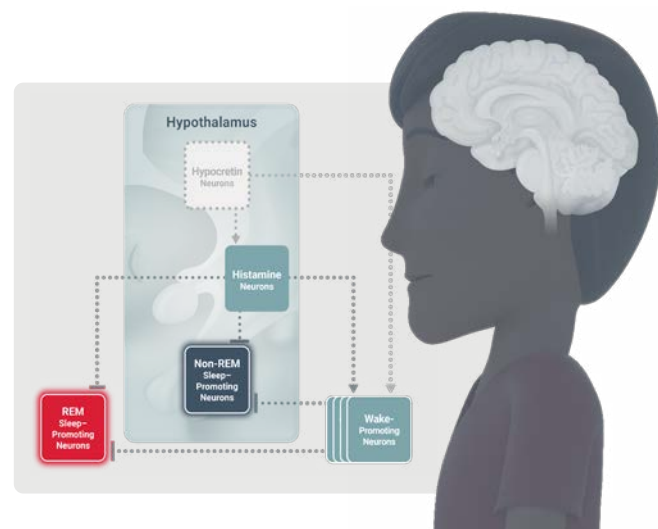 Hypothalamus
Hypocretin
Neurons
Histamine
Neurons
Non-REM
Sleep–
Promoting
Neurons
REM
Sleep–
Promoting
Neurons
Wake-
Promoting
Neurons